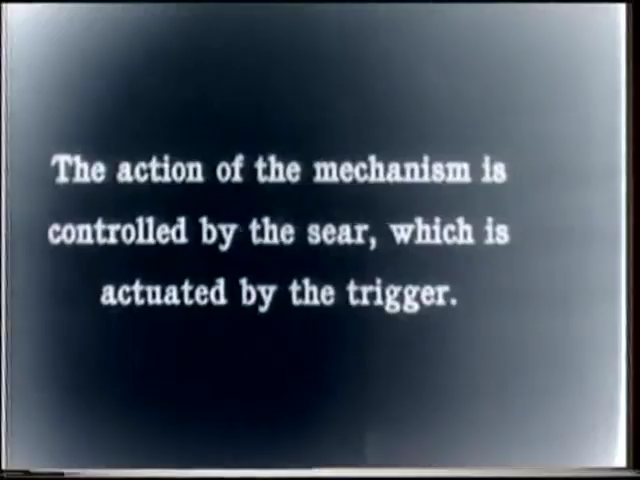 The action of the mechanism is
controlled by the sear, which is
actuated by the trigger.